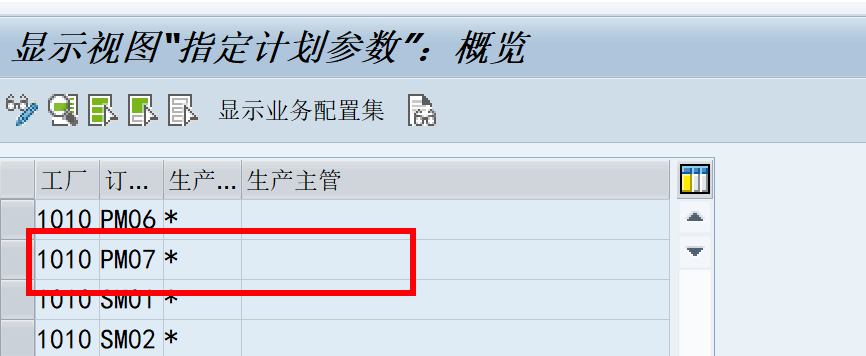 显示视图"指定计划参数": 概览
显示业务配置集
工厂 订... 生产... 生产主管
1010 PM06 *
1010 PM07 *
1010 SM01 *
1010 SM02 *